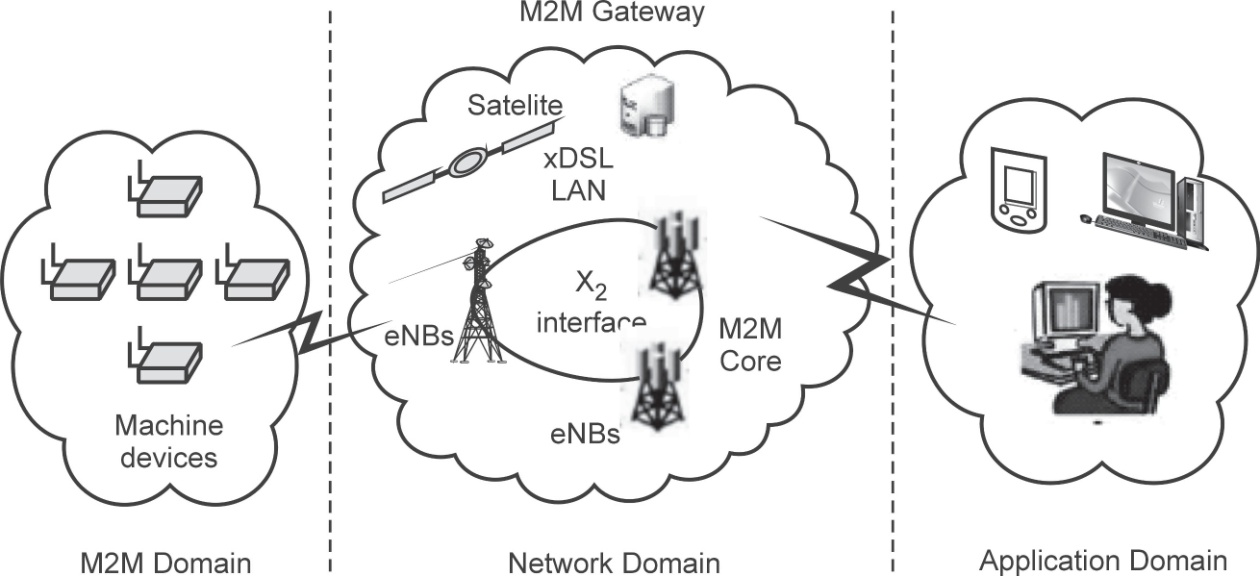 M2M Gateway
Satelite
xDSL
LAN
X2
interface
eNBs
M2M
Core
eNBs
Machine
devices
M2M Domain
Network Domain
Application Domain